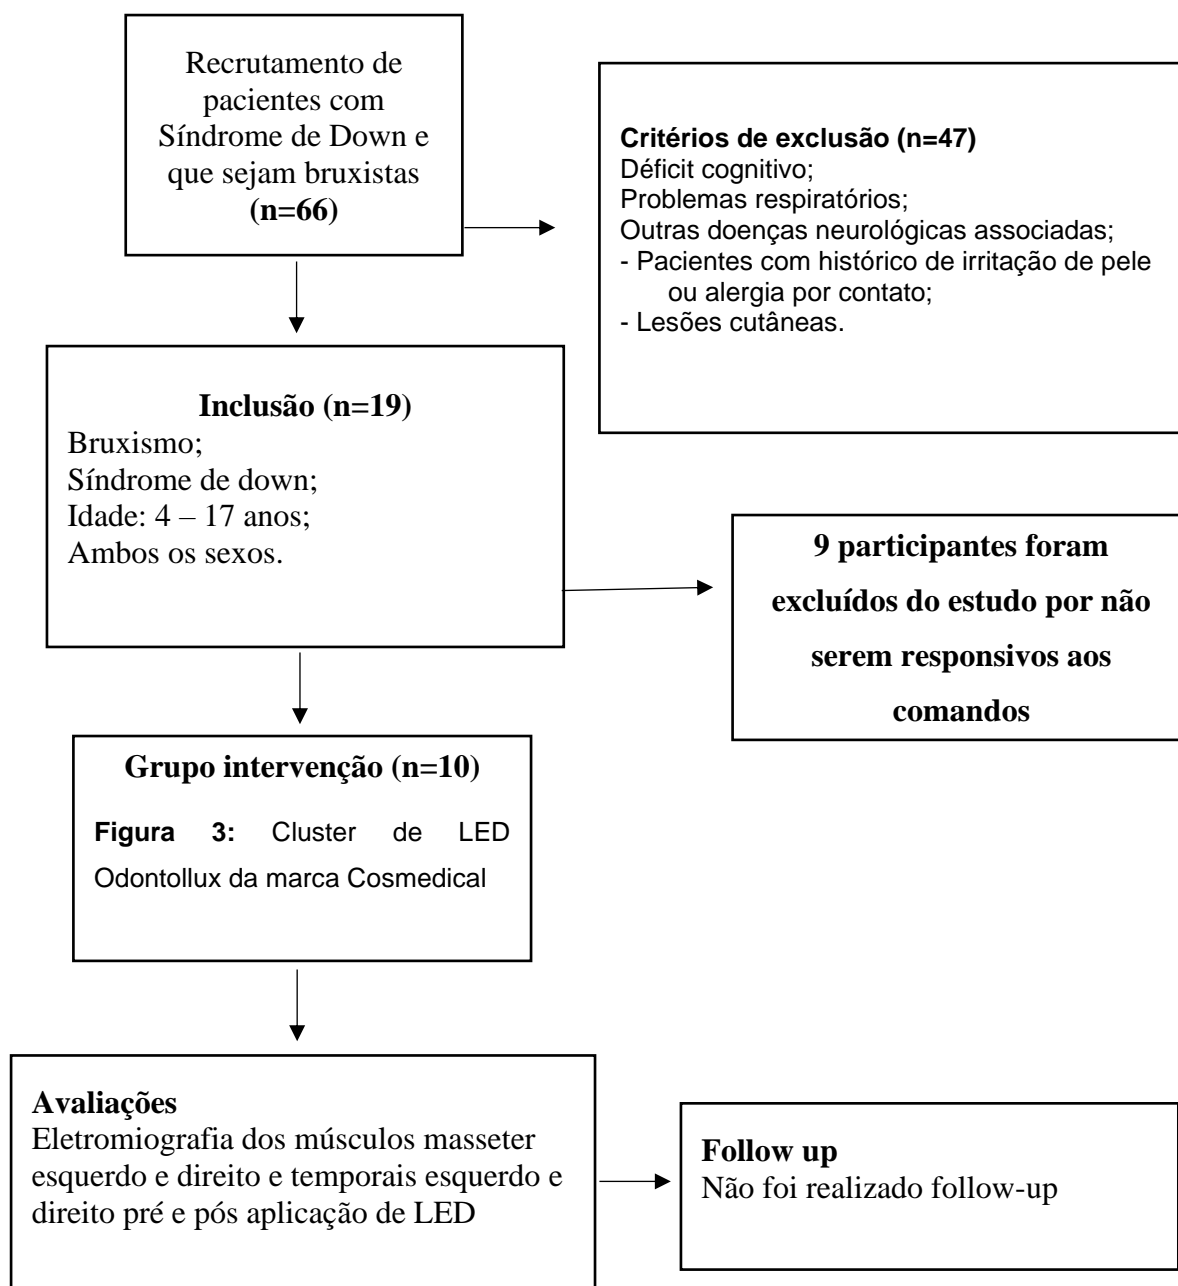 Recrutamento de
pacientes com
Síndrome de Down e
que sejam bruxistas
(n=66)
Critérios de exclusão (n=47)
Déficit cognitivo;
Problemas respiratórios;
Outras doenças neurológicas associadas;
- Pacientes com histórico de irritação de pele
ou alergia por contato;
- Lesões cutâneas.
Inclusão (n=19)
Bruxismo;
Síndrome de down;
Idade: 4 – 17 anos;
Ambos os sexos.
9 participantes foram
excluídos do estudo por não
serem responsivos aos
comandos
Grupo intervenção (n=10)
Figura 3: Cluster de LED
Odontollux da marca Cosmedical
Avaliações
Eletromiografia dos músculos masseter
esquerdo e direito e temporais esquerdo e
direito pré e pós aplicação de LED
Follow up
Não foi realizado follow-up